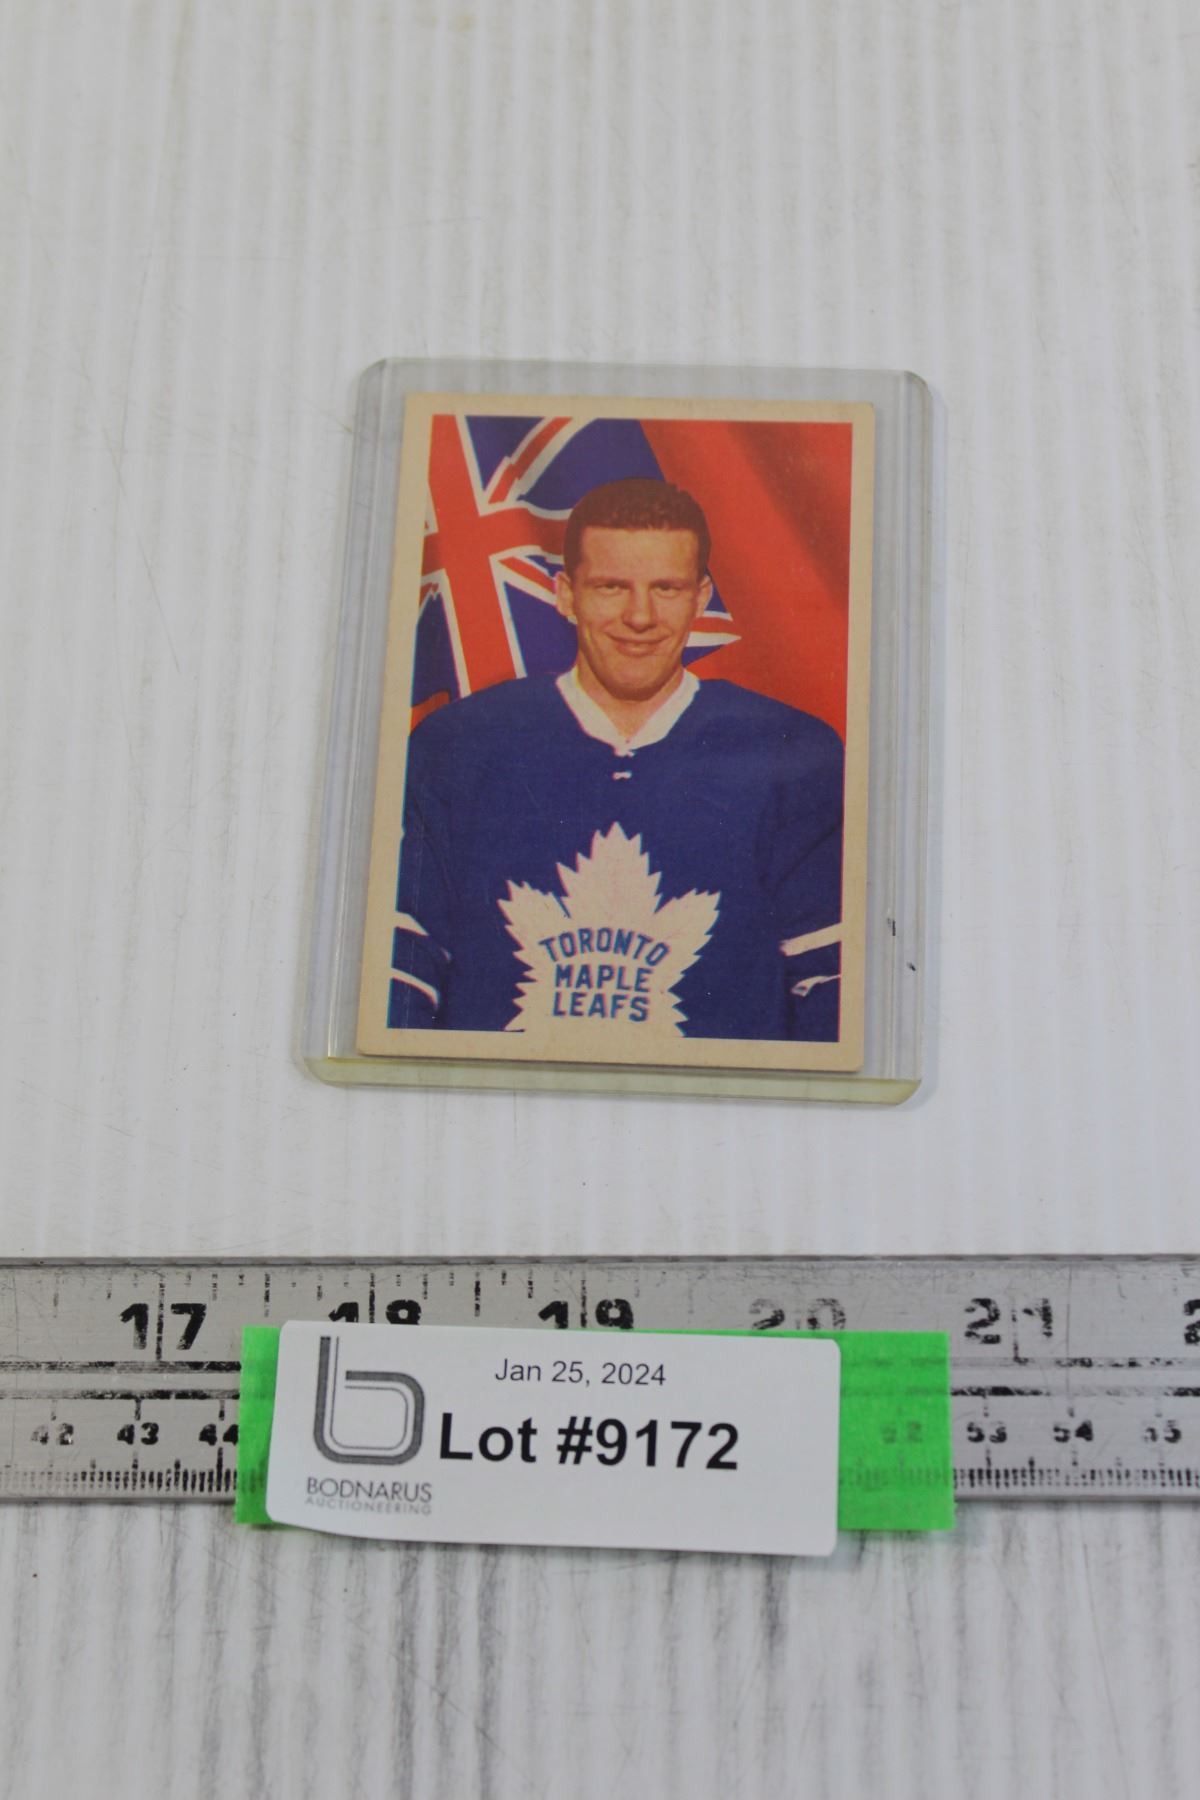 TORONTO
MAPLE
LEAFS
17 18 19 20 21
Jan 25, 2024
Lot #9172
BODNARUS
AUCTIONEERING
42 43 44 52 53 54 55